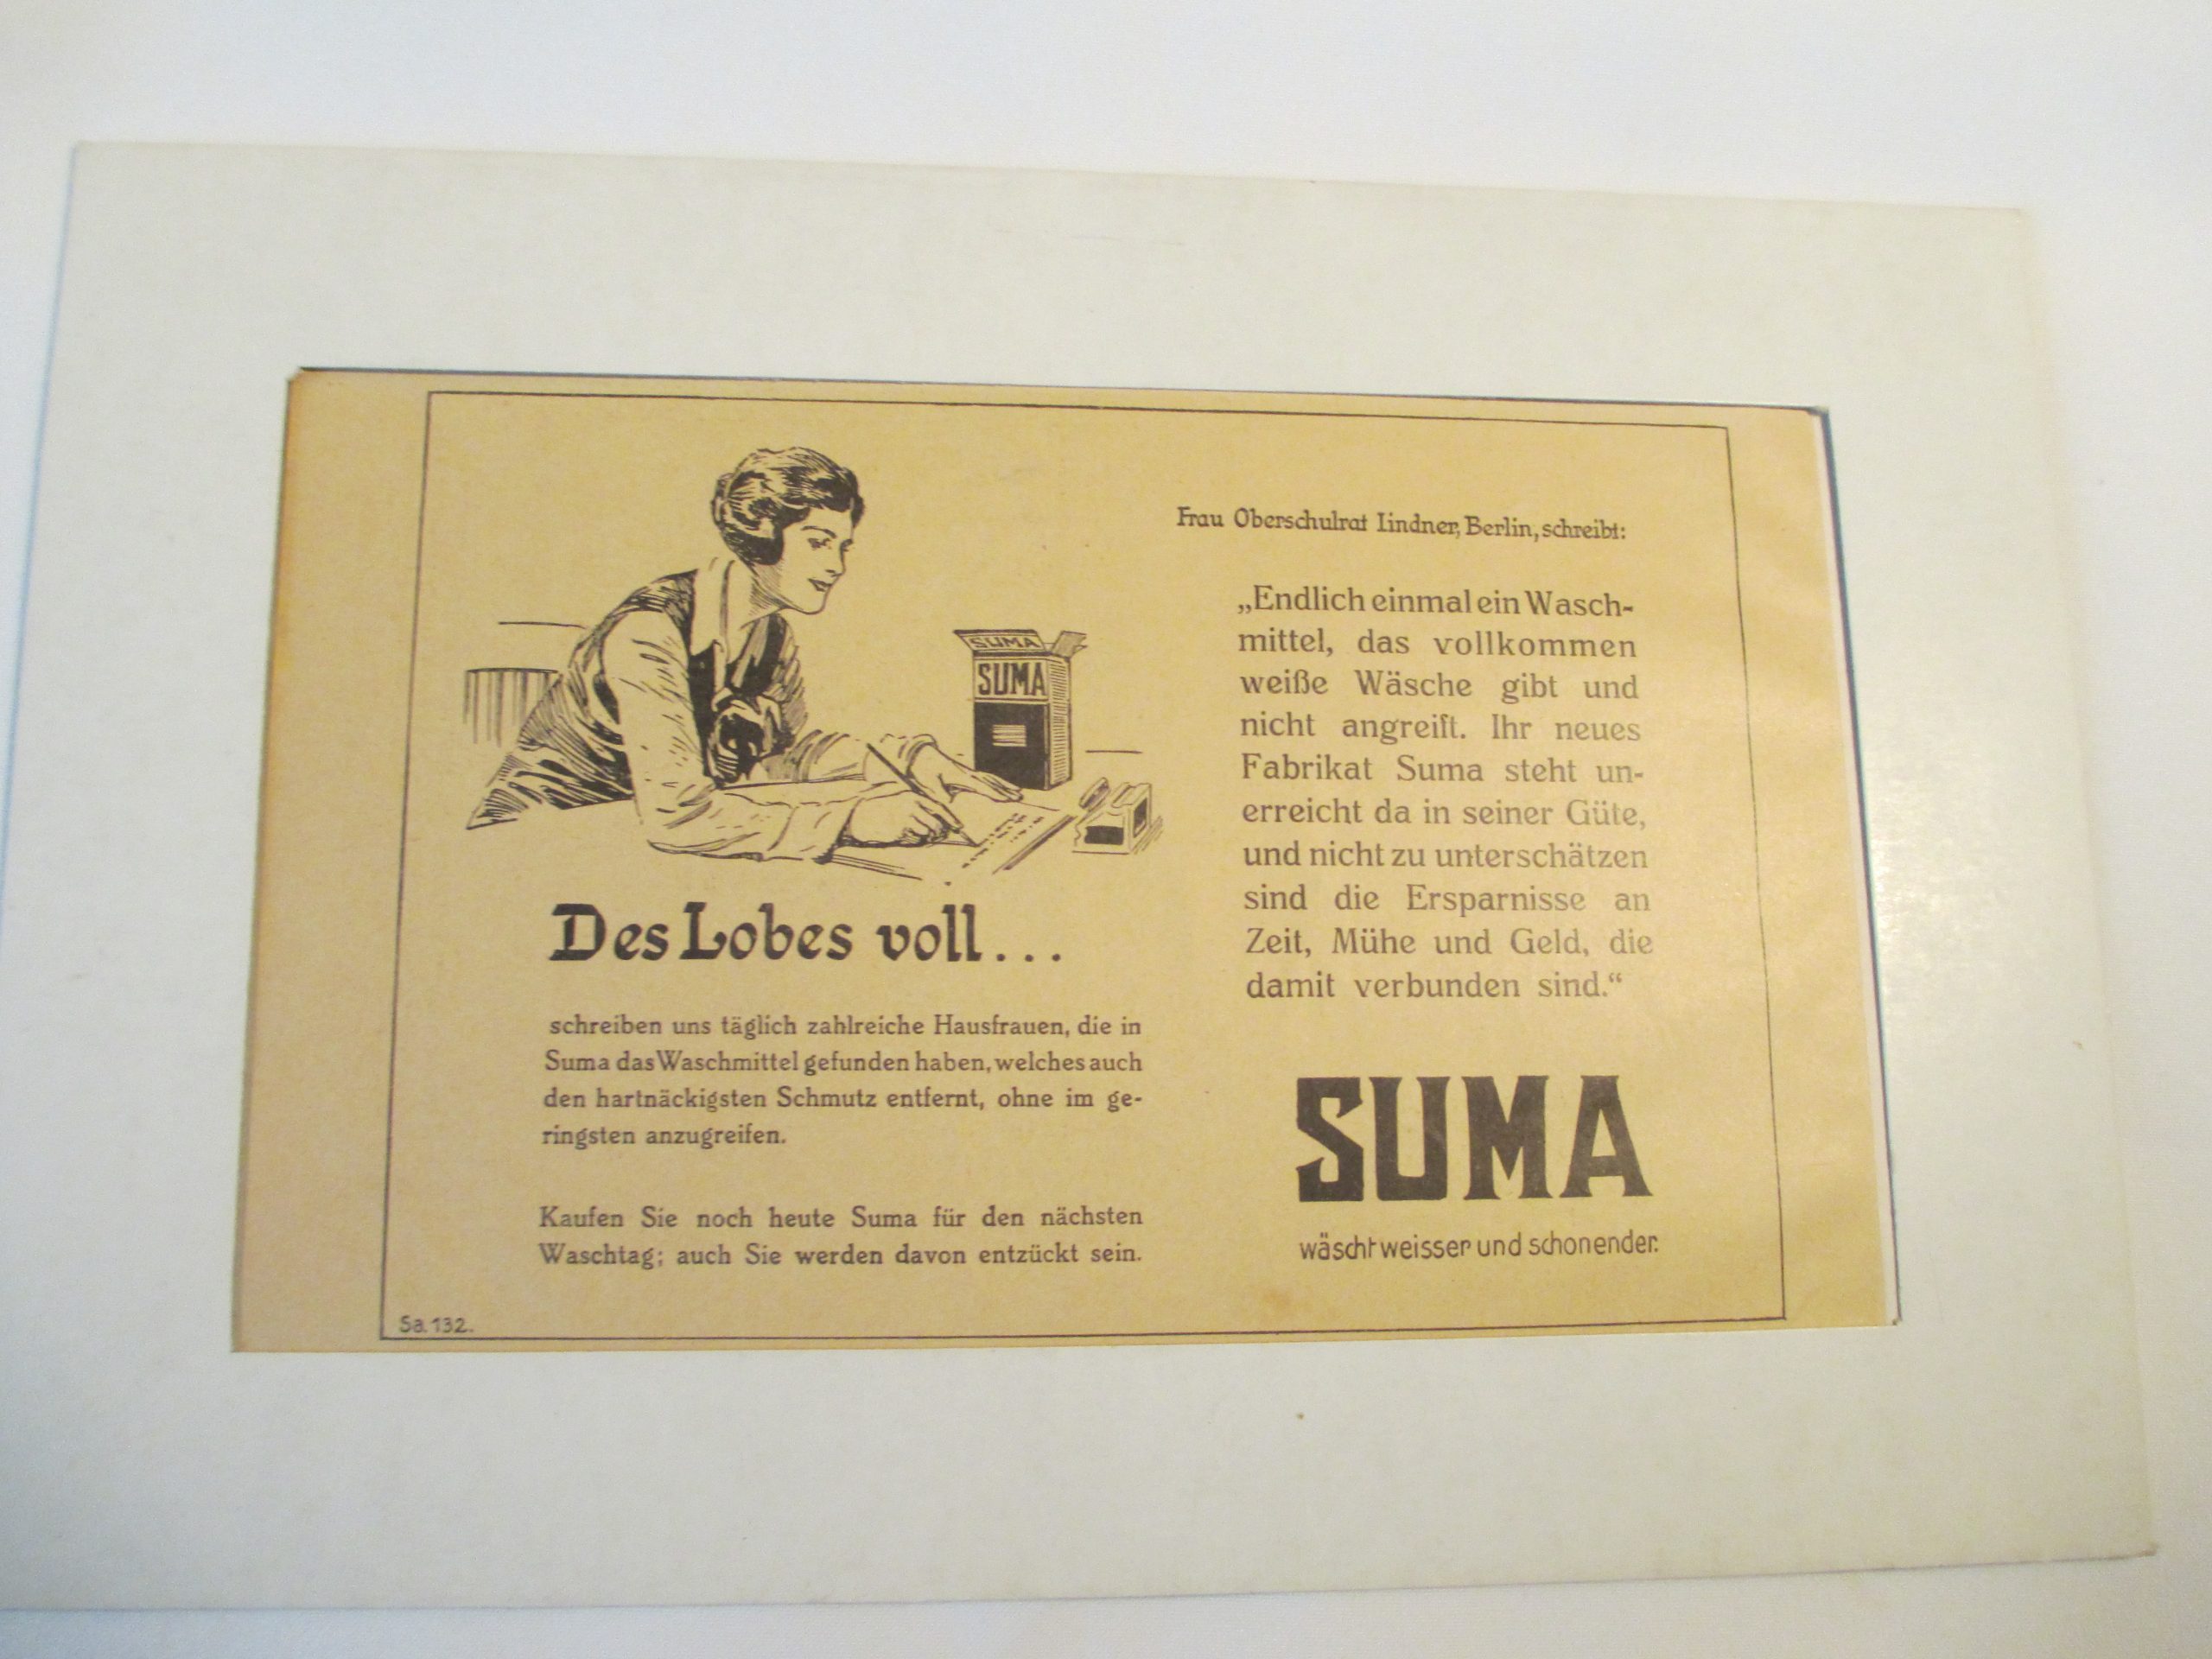 SUMA
SUMA
Des Lobes voll...
schreiben uns täglich zahlreiche Hausfrauen, die in
Suma das Waschmittel gefunden haben, welches auch
den hartnäckigsten Schmutz entfernt, ohne im ge-
ringsten anzugreifen.
Kaufen Sie noch heute Suma für den nächsten
Waschtag; auch Sie werden davon entzückt sein.
Sa. 132.
Frau Oberschulrat Lindner, Berlin, schreibt:
„Endlich einmal ein Wasch-
mittel, das vollkommen
weiße Wäsche gibt und
nicht angreift. Ihr neues
Fabrikat Suma steht un-
erreicht da in seiner Güte,
und nicht zu unterschätzen
sind die Ersparnisse an
Zeit, Mühe und Geld, die
damit verbunden sind.“
SUMA
wäscht weisser und schonender.